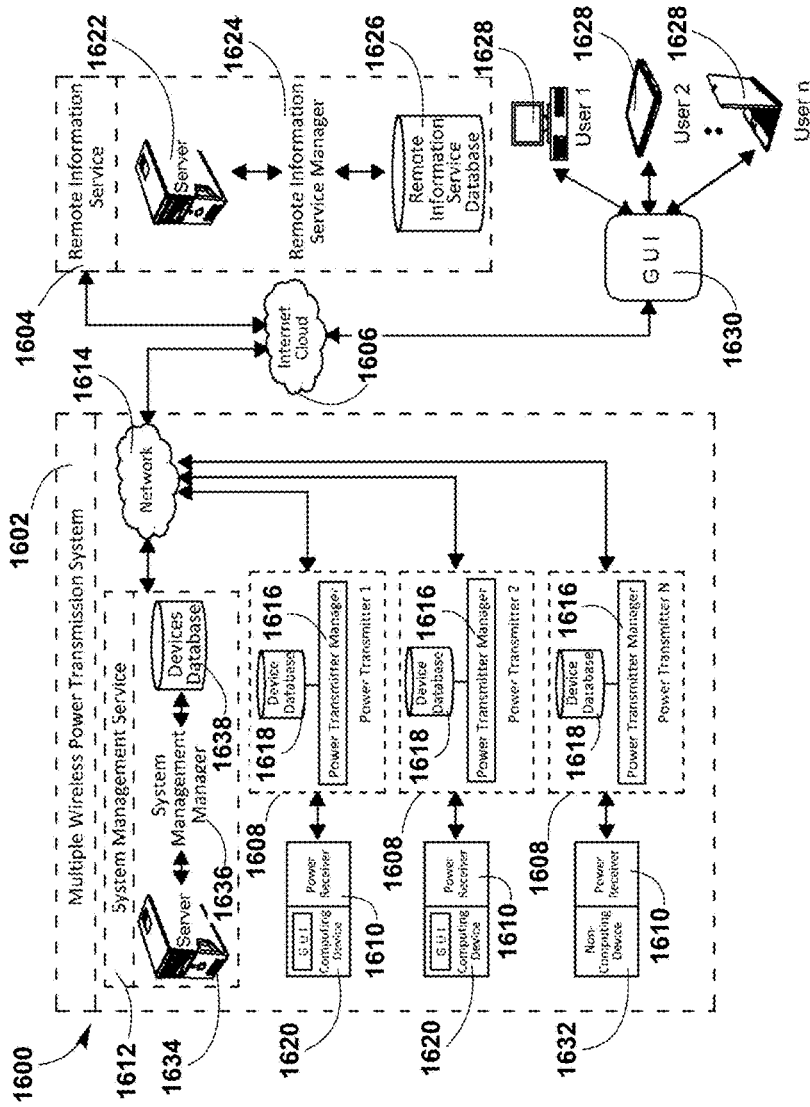 1600
1602
Multiple Wireless Power Transmission System
1612
System Management Service
1634
Server
1636
System
Management
Manager
1638
Devices
Database
1614
Network
1620
GUI
Computing
Device
Power
Receiver
1610
1608
1618
Device
Database
1616
Power Transmitter Manager
Power Transmitter 1
1620
GUI
Computing
Device
Power
Receiver
1610
1608
1618
Device
Database
1616
Power Transmitter Manager
Power Transmitter 2
1632
Non-
Computing
Device
Power
Receiver
1610
1608
1618
Device
Database
1616
Power Transmitter Manager
Power Transmitter N
1604
Remote Information
Service
1622
Server
1624
Remote Information
Service Manager
1626
Remote
Information
Service
Database
Internet
Cloud
1606
GUI
1630
1628
User 1
1628
User 2
1628
User n